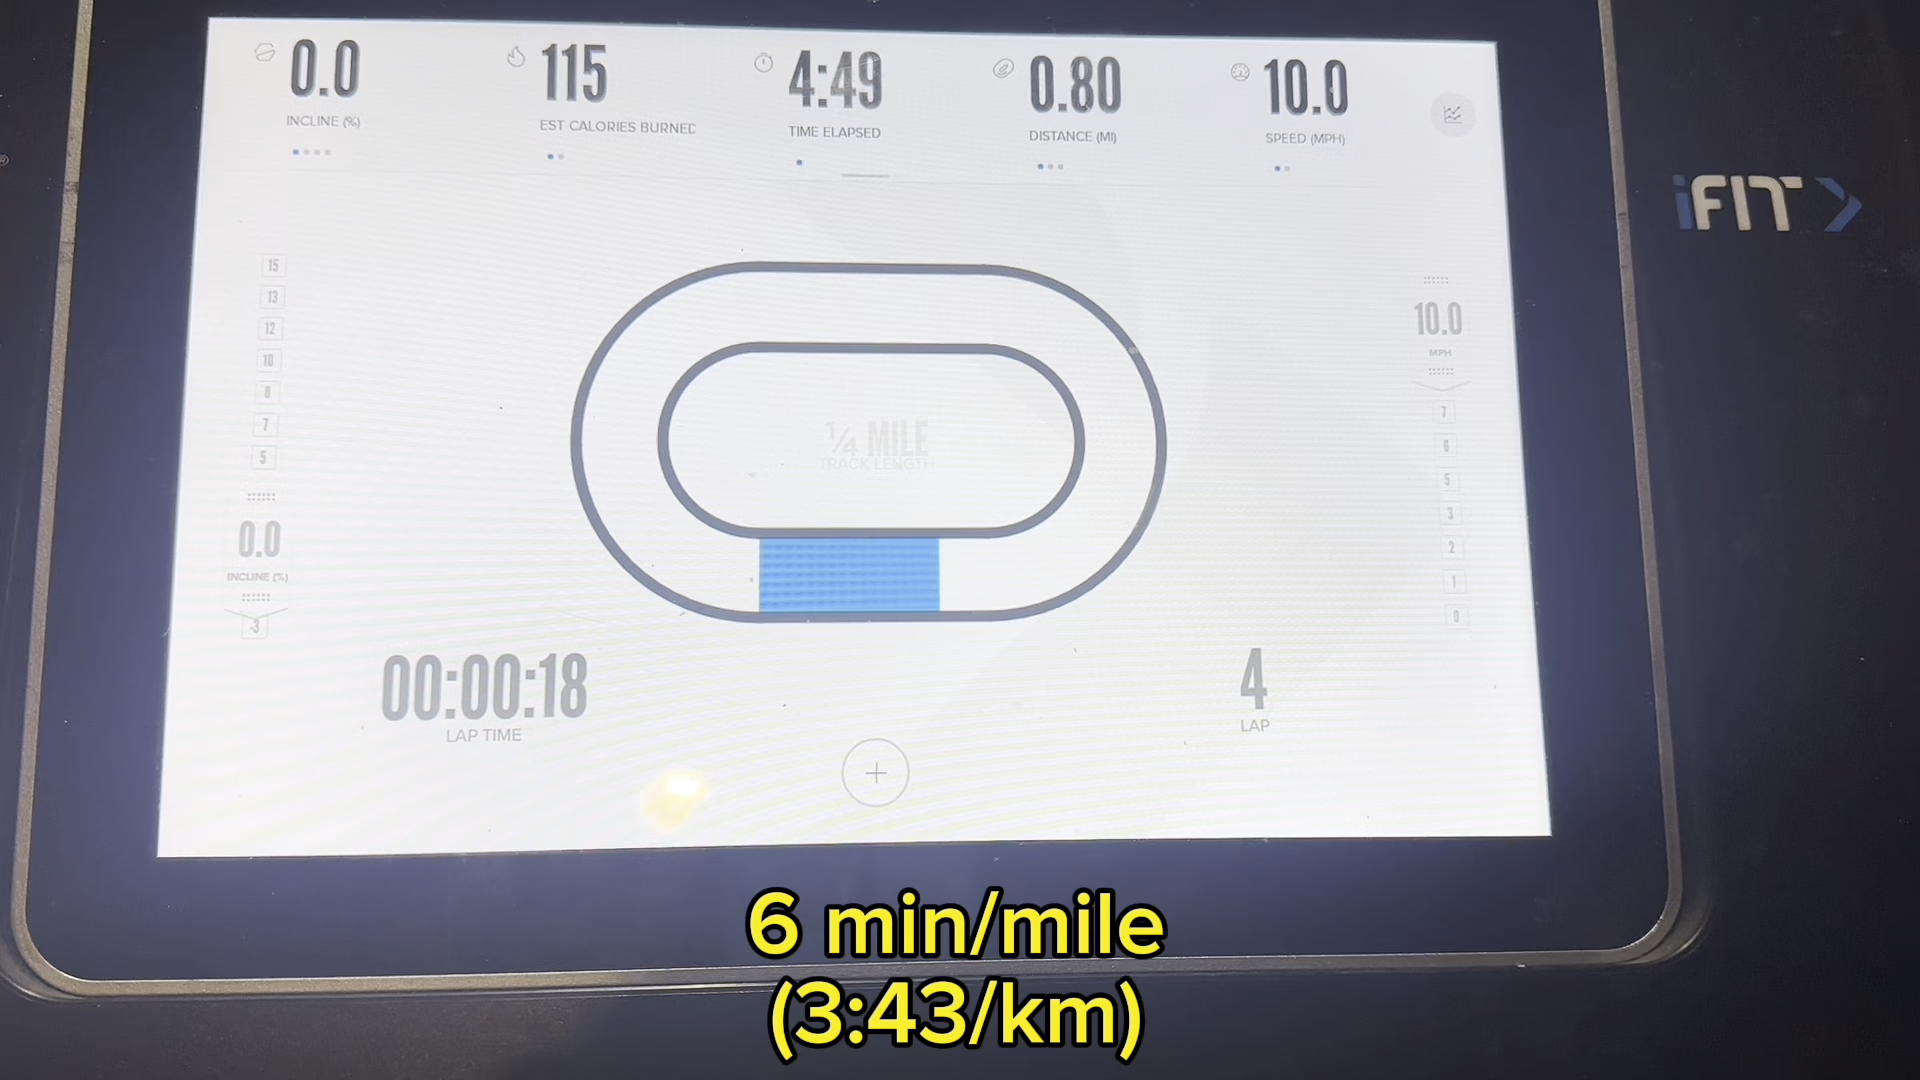 0.0
INCLINE (%)
115
EST CALORIES BURNED
4:49
TIME ELAPSED
0.80
DISTANCE (MI)
10.0
SPEED (MPH)
iFIT
®
15
13
12
10
8
7
5
0.0
INCLINE (%)
-3
1/4 MILE
TRACK LENGTH
10.0
MPH
7
6
5
3
2
1
0
00:00:18
LAP TIME
4
LAP
+
6 min/mile
(3:43/km)